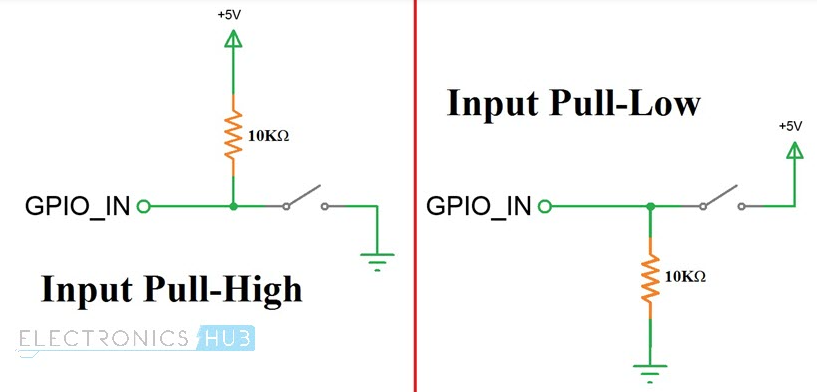 +5V
10KΩ
GPIO_IN
Input Pull-High
ELECTRONICS HUB
Input Pull-Low
+5V
GPIO_IN
10KΩ